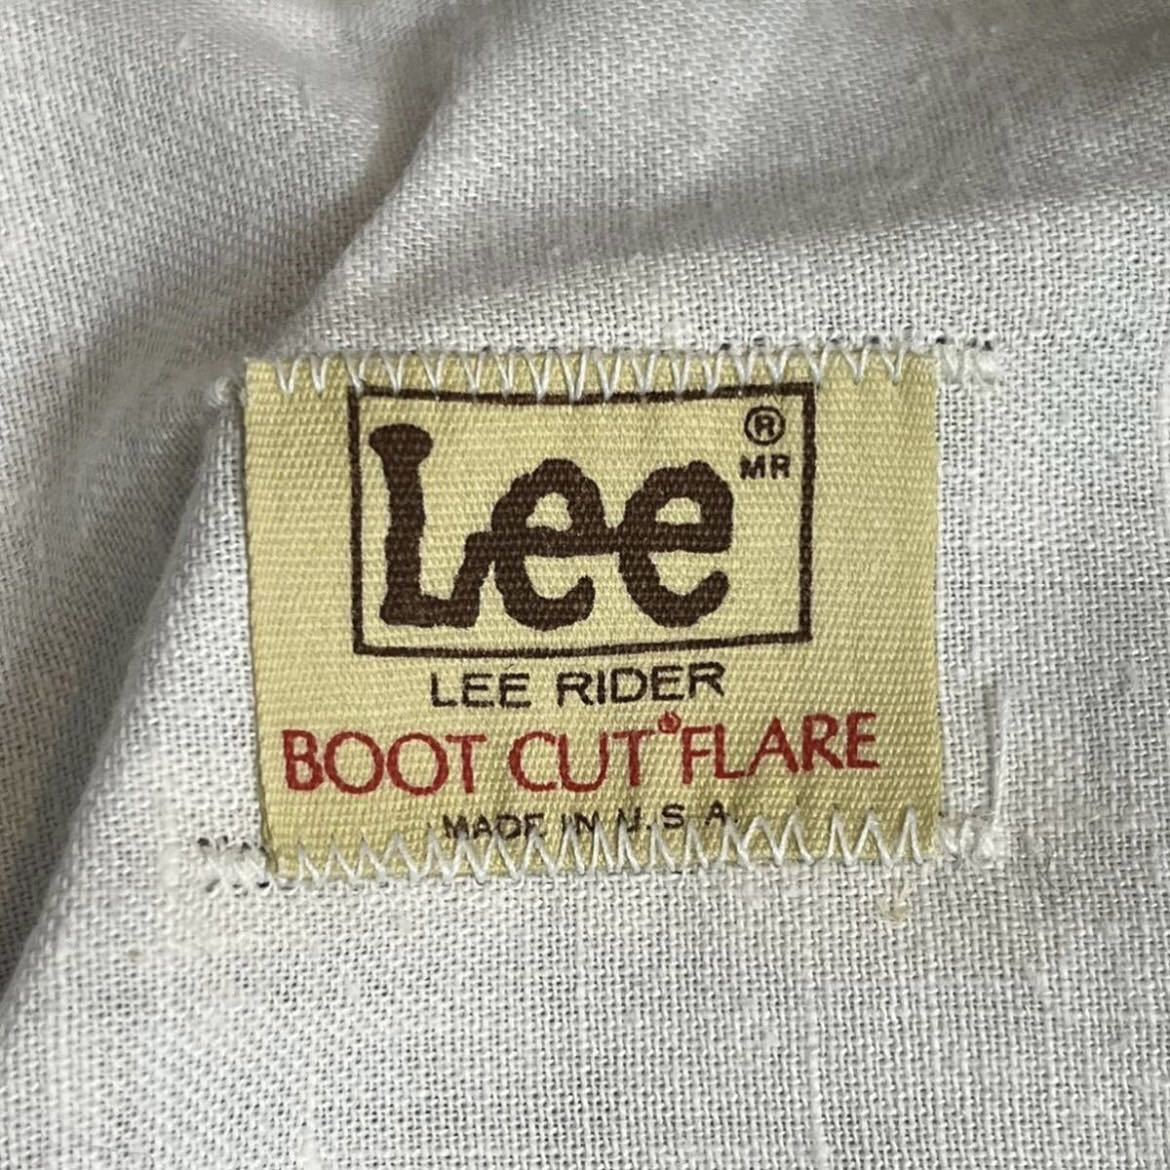 Lee ®
MR
LEE RIDER
BOOT CUT FLARE
MADE IN U.S.A.